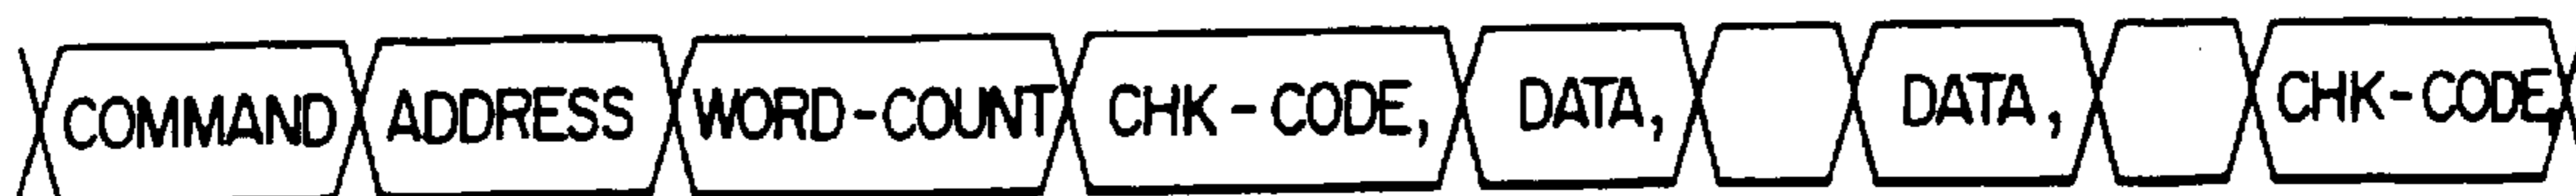 COMMAND ADDRESS WORD-COUNT CHK-CODE, DATA, DATA, CHK-CODE,